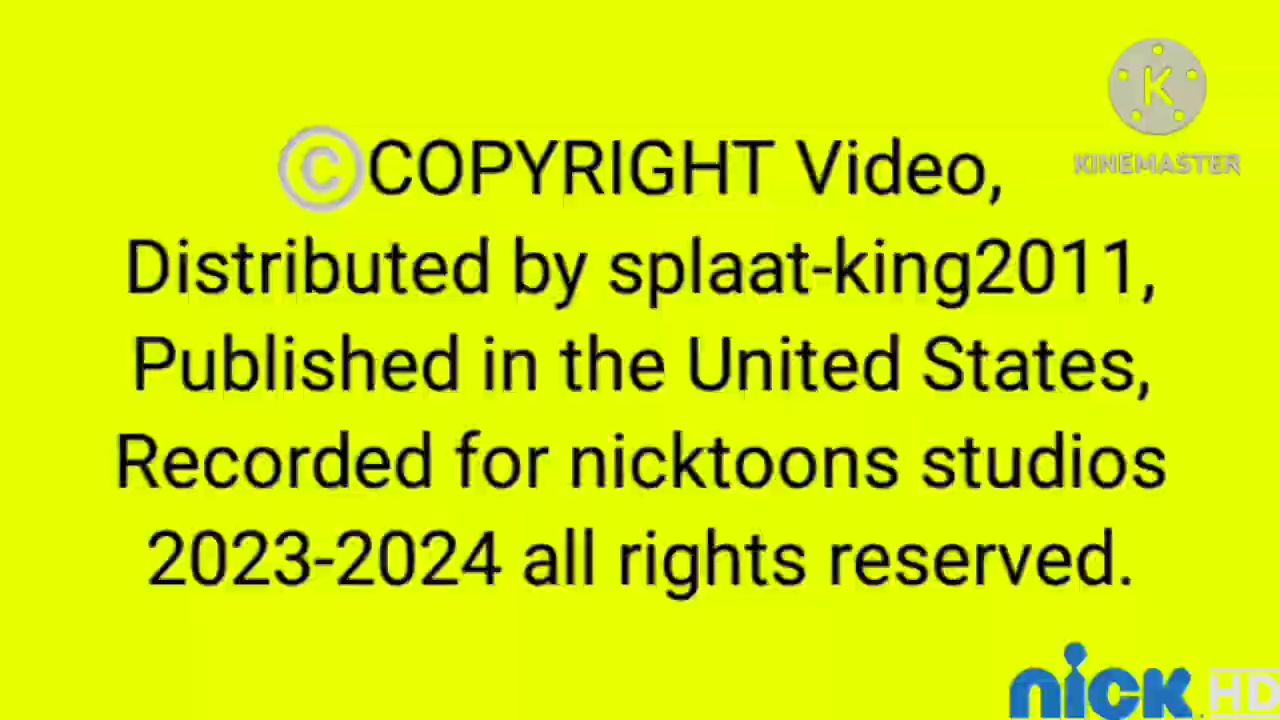 ©COPYRIGHT Video,
Distributed by splaat-king2011,
Published in the United States,
Recorded for nicktoons studios
2023-2024 all rights reserved.
K
KINEMASTER
nick HD